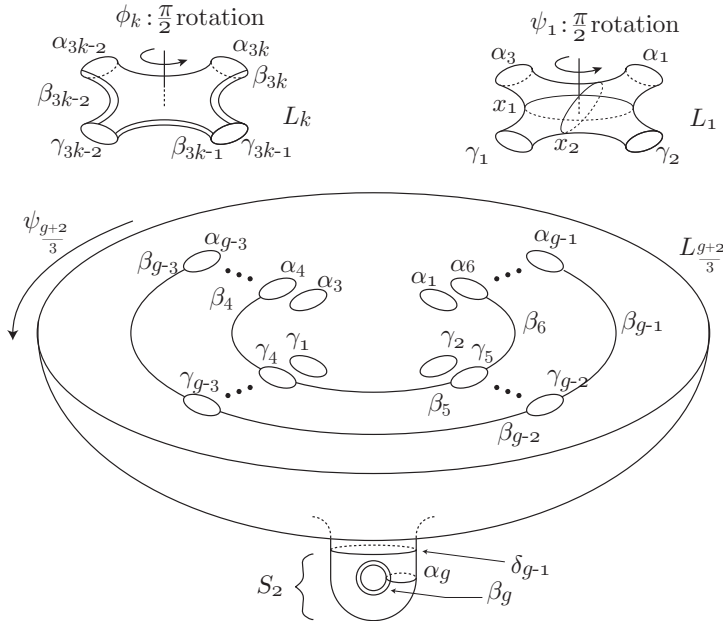 ϕ_k : π/2 rotation
α_{3k-2} α_{3k}
β_{3k-2} β_{3k}
L_k
γ_{3k-2} β_{3k-1} γ_{3k-1}
ψ_1 : π/2 rotation
α_3 α_1
x_1
L_1
γ_1 x_2 γ_2
ψ_{\frac{g+2}{3}}
L_{\frac{g+2}{3}}
α_{g-3} α_{g-1}
β_{g-3} α_4 α_3 α_1 α_6
β_4 β_6 β_{g-1}
γ_4 γ_1 γ_2 γ_5
γ_{g-3} γ_{g-2}
β_5 β_{g-2}
δ_{g-1}
S_2 α_g
β_g